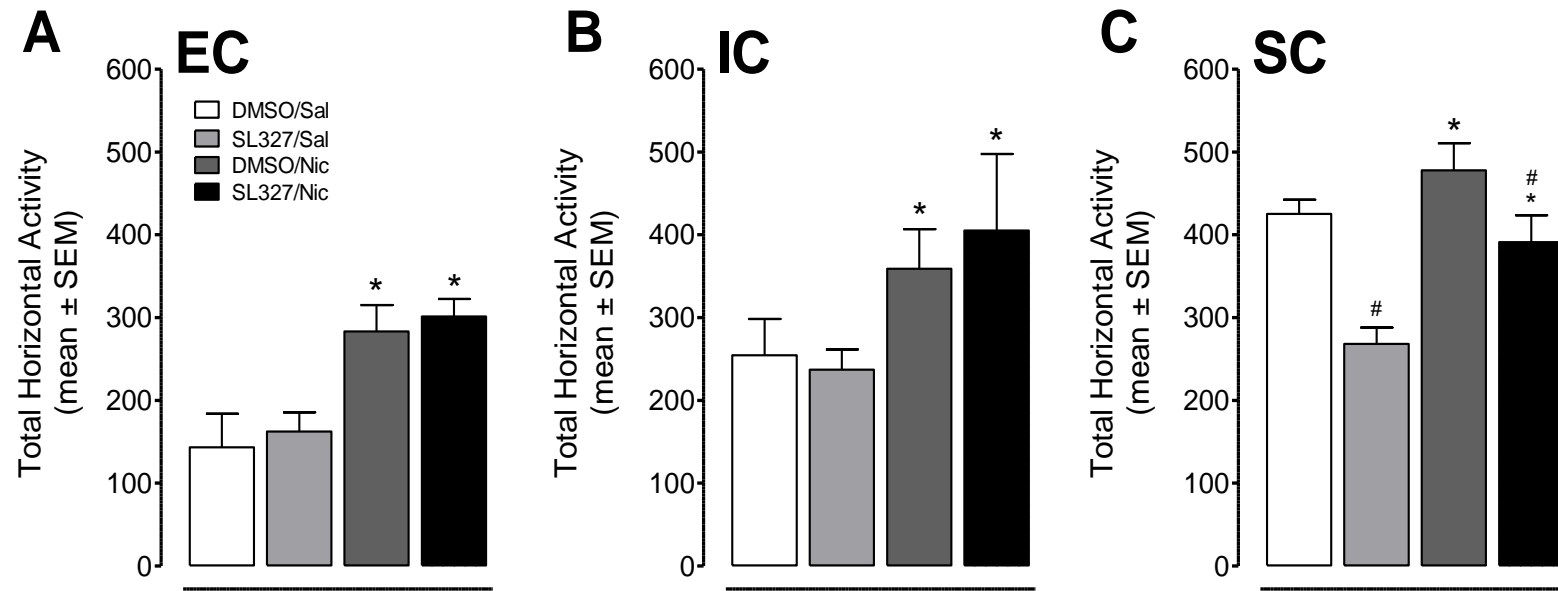 A
EC
Total Horizontal Activity
(mean ± SEM)
600
500
400
300
200
100
0
DMSO/Sal
SL327/Sal
DMSO/Nic
SL327/Nic
*
*
B
IC
Total Horizontal Activity
(mean ± SEM)
600
500
400
300
200
100
0
*
*
C
SC
Total Horizontal Activity
(mean ± SEM)
600
500
400
300
200
100
0
#
*
#
*